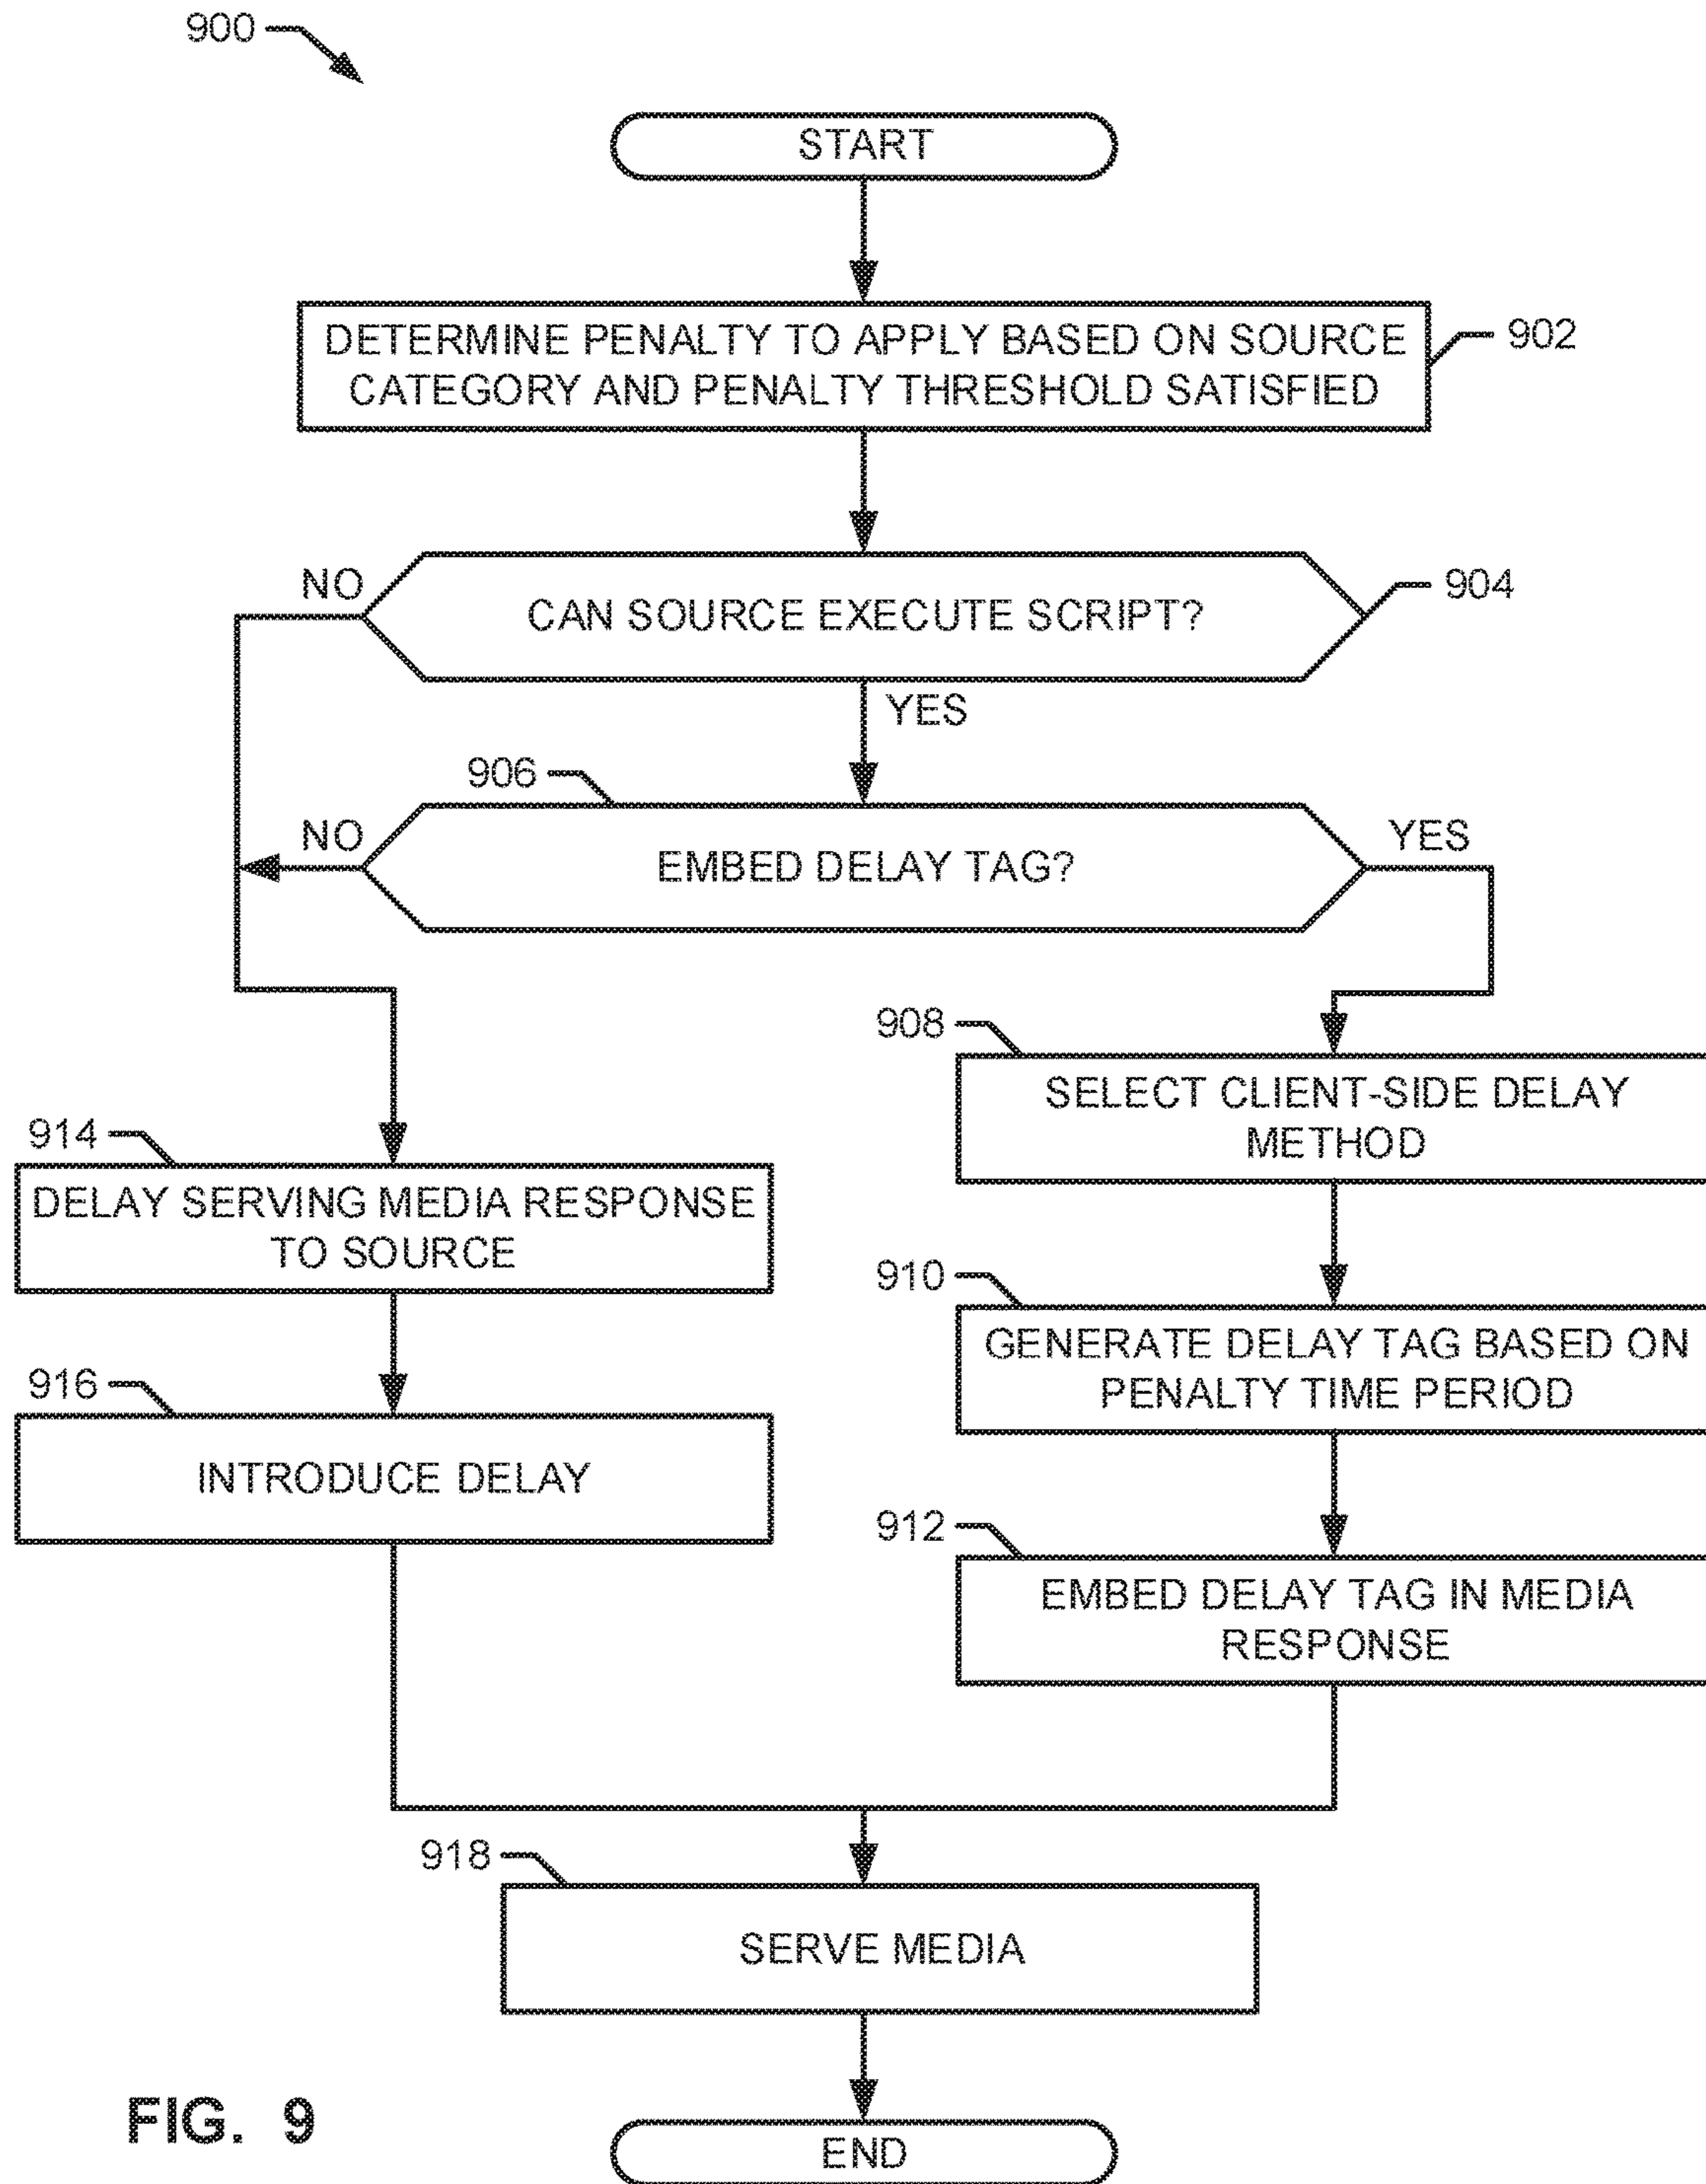 900
START
DETERMINE PENALTY TO APPLY BASED ON SOURCE
CATEGORY AND PENALTY THRESHOLD SATISFIED
902
NO
CAN SOURCE EXECUTE SCRIPT?
904
YES
906
NO
EMBED DELAY TAG?
YES
908
SELECT CLIENT-SIDE DELAY
METHOD
914
DELAY SERVING MEDIA RESPONSE
TO SOURCE
910
GENERATE DELAY TAG BASED ON
PENALTY TIME PERIOD
916
INTRODUCE DELAY
912
EMBED DELAY TAG IN MEDIA
RESPONSE
918
SERVE MEDIA
END
FIG. 9